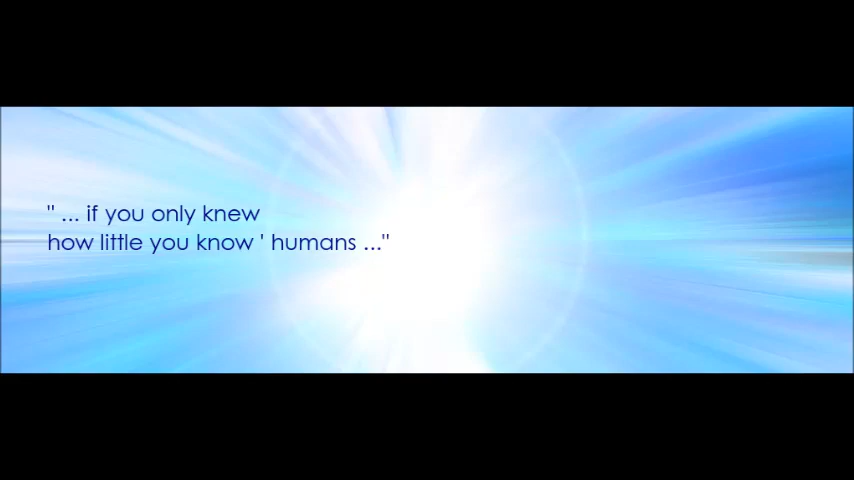 " ... if you only knew
how little you know ' humans ..."